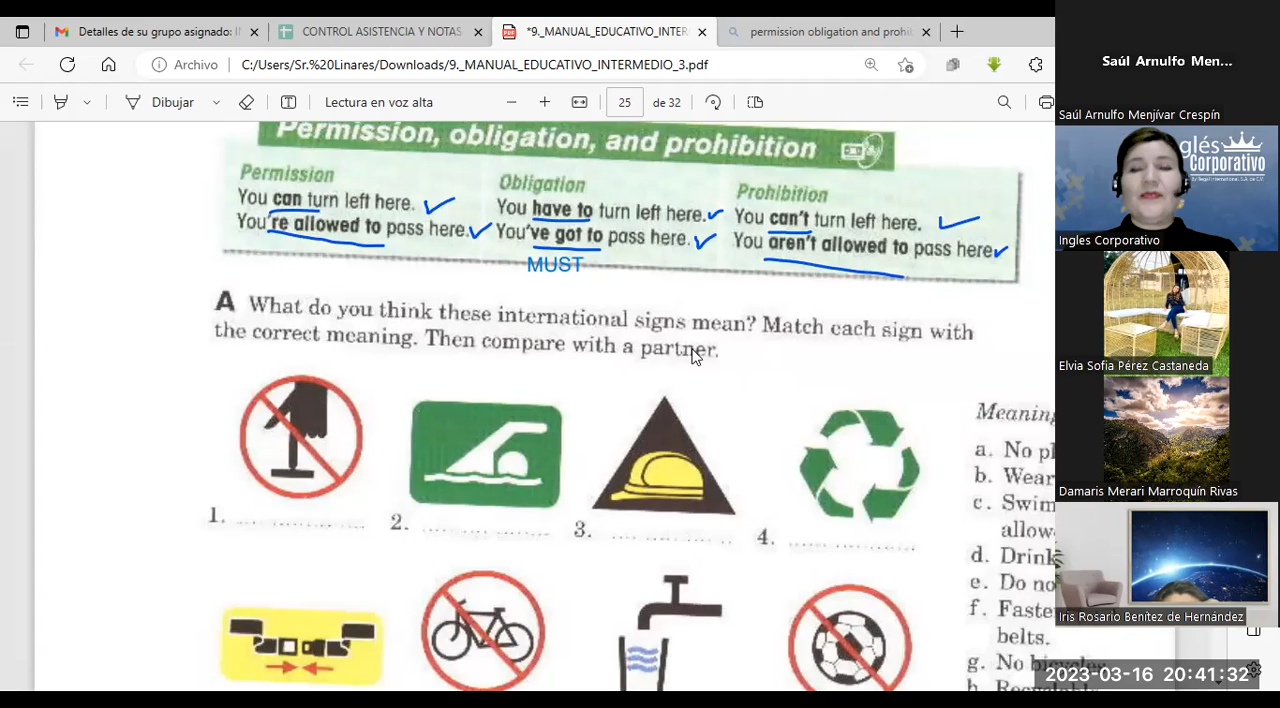 Detalles de su grupo asignado: I
CONTROL ASISTENCIA Y NOTAS
*9._MANUAL_EDUCATIVO_INTER
permission obligation and prohi
Archivo
C:/Users/Sr.%20Linares/Downloads/9._MANUAL_EDUCATIVO_INTERMEDIO_3.pdf
Dibujar
Lectura en voz alta
25
de 32
Permission, obligation, and prohibition
Permission
You can turn left here.
You're allowed to pass here.
Obligation
You have to turn left here.
You've got to pass here.
MUST
Prohibition
You can't turn left here.
You aren't allowed to pass here
A What do you think these international signs mean? Match each sign with
the correct meaning. Then compare with a partner.
1.
2.
3.
4.
Meaning
a. No pl
b. Wear
c. Swim
allow
d. Drink
e. Do no
f. Faste
belts.
g. No bicycles
h. Recyclable
Saúl Arnulfo Men...
Saúl Arnulfo Menjívar Crespín
glés
Corporativo
Ingles Corporativo
Elvia Sofia Pérez Castaneda
Damaris Merari Marroquín Rivas
Iris Rosario Benítez de Hernández
2023-03-16 20:41:32